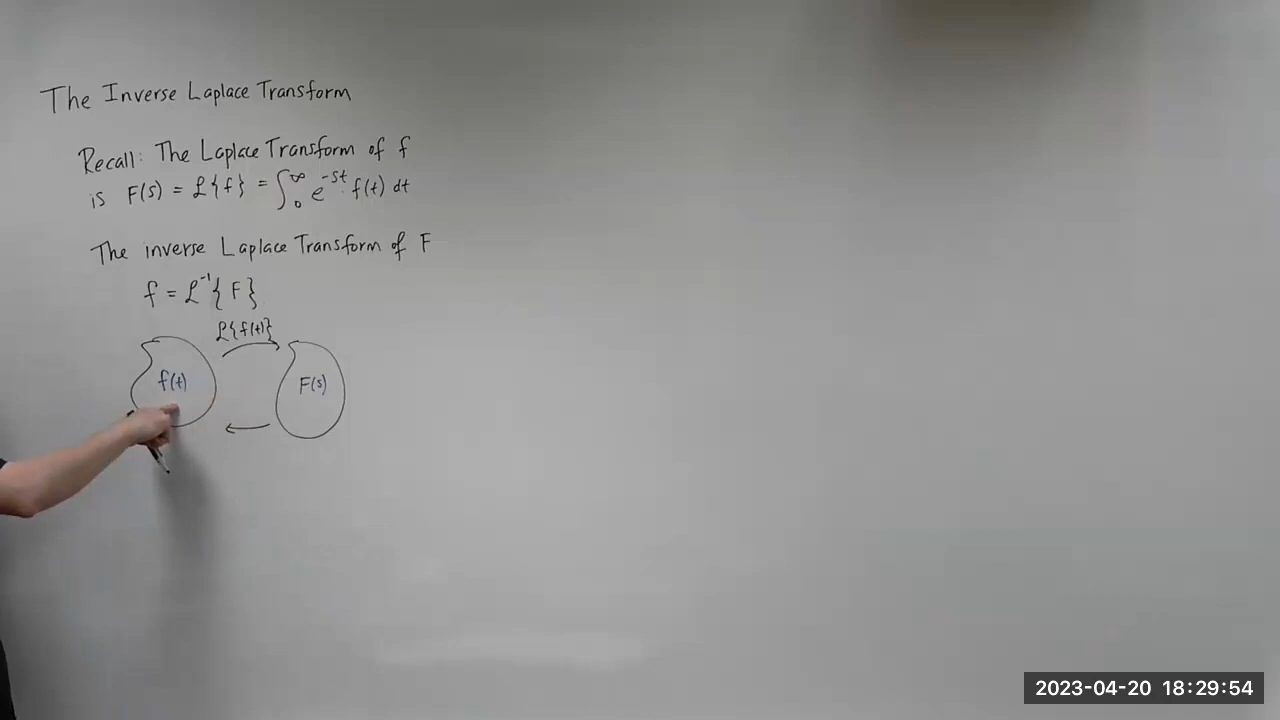 The Inverse Laplace Transform
Recall: The Laplace Transform of f
is F(s) = ℒ{f} = ∫₀^∞ e^{-st} · f(t) dt
The inverse Laplace Transform of F
f = ℒ⁻¹{F}
ℒ{f(t)}
f(t)
F(s)
2023-04-20 18:29:54